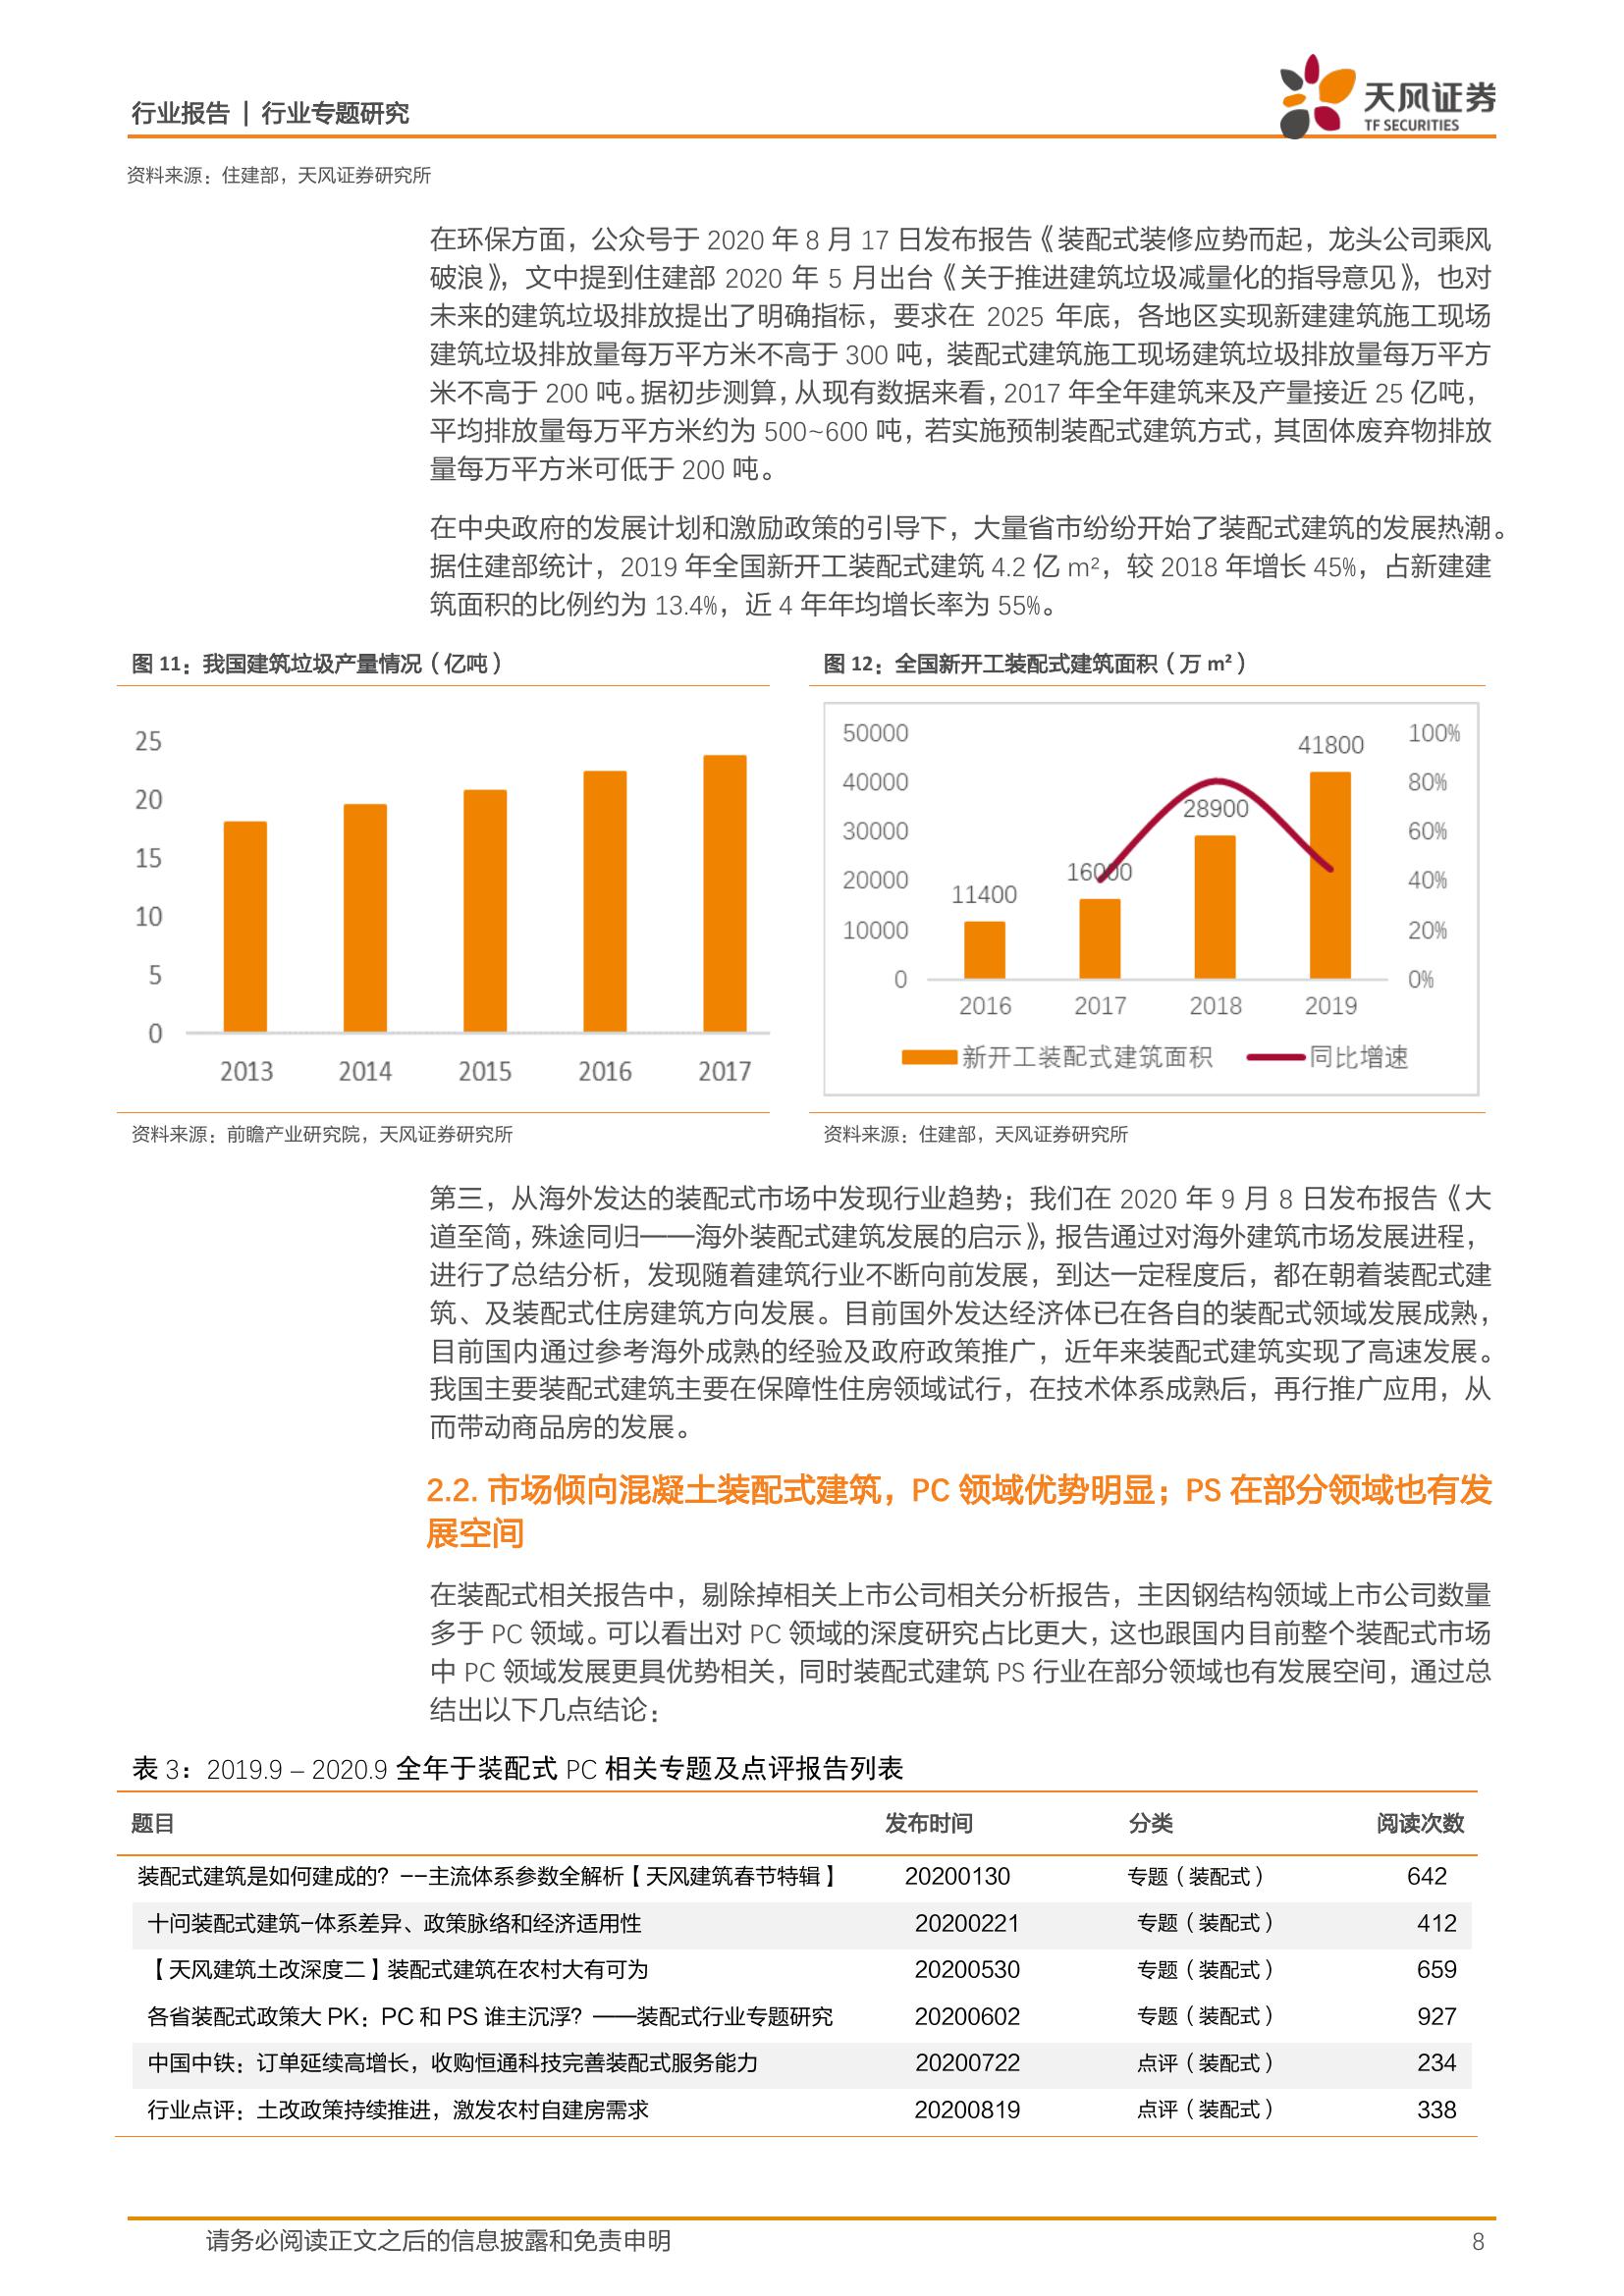 行业报告 | 行业专题研究
天风证券
TF SECURITIES
资料来源：住建部，天风证券研究所
在环保方面，公众号于 2020 年 8 月 17 日发布报告《装配式装修应势而起，龙头公司乘风
破浪》，文中提到住建部 2020 年 5 月出台《关于推进建筑垃圾减量化的指导意见》，也对
未来的建筑垃圾排放提出了明确指标，要求在 2025 年底，各地区实现新建建筑施工现场
建筑垃圾排放量每万平方米不高于 300 吨，装配式建筑施工现场建筑垃圾排放量每万平方
米不高于 200 吨。据初步测算，从现有数据来看，2017 年全年建筑来及产量接近 25 亿吨，
平均排放量每万平方米约为 500~600 吨，若实施预制装配式建筑方式，其固体废弃物排放
量每万平方米可低于 200 吨。
在中央政府的发展计划和激励政策的引导下，大量省市纷纷开始了装配式建筑的发展热潮。
据住建部统计，2019 年全国新开工装配式建筑 4.2 亿 m²，较 2018 年增长 45%，占新建建
筑面积的比例约为 13.4%，近 4 年年均增长率为 55%。
图 11：我国建筑垃圾产量情况（亿吨）
25
20
15
10
5
0
2013 2014 2015 2016 2017
资料来源：前瞻产业研究院，天风证券研究所
图 12：全国新开工装配式建筑面积（万 m²）
50000
40000
30000
20000
10000
0
100%
80%
60%
40%
20%
0%
11400
16000
28900
41800
2016 2017 2018 2019
新开工装配式建筑面积 同比增速
资料来源：住建部，天风证券研究所
第三，从海外发达的装配式市场中发现行业趋势；我们在 2020 年 9 月 8 日发布报告《大
道至简，殊途同归——海外装配式建筑发展的启示》，报告通过对海外建筑市场发展进程，
进行了总结分析，发现随着建筑行业不断向前发展，到达一定程度后，都在朝着装配式建
筑、及装配式住房建筑方向发展。目前国外发达经济体已在各自的装配式领域发展成熟，
目前国内通过参考海外成熟的经验及政府政策推广，近年来装配式建筑实现了高速发展。
我国主要装配式建筑主要在保障性住房领域试行，在技术体系成熟后，再行推广应用，从
而带动商品房的发展。
2.2. 市场倾向混凝土装配式建筑，PC 领域优势明显；PS 在部分领域也有发
展空间
在装配式相关报告中，剔除掉相关上市公司相关分析报告，主因钢结构领域上市公司数量
多于 PC 领域。可以看出对 PC 领域的深度研究占比更大，这也跟国内目前整个装配式市场
中 PC 领域发展更具优势相关，同时装配式建筑 PS 行业在部分领域也有发展空间，通过总
结出以下几点结论：
表 3：2019.9 – 2020.9 全年于装配式 PC 相关专题及点评报告列表
题目 发布时间 分类 阅读次数
装配式建筑是如何建成的？--主流体系参数全解析【天风建筑春节特辑】 20200130 专题（装配式） 642
十问装配式建筑-体系差异、政策脉络和经济适用性 20200221 专题（装配式） 412
【天风建筑土改深度二】装配式建筑在农村大有可为 20200530 专题（装配式） 659
各省装配式政策大 PK：PC 和 PS 谁主沉浮？——装配式行业专题研究 20200602 专题（装配式） 927
中国中铁：订单延续高增长，收购恒通科技完善装配式服务能力 20200722 点评（装配式） 234
行业点评：土改政策持续推进，激发农村自建房需求 20200819 点评（装配式） 338
请务必阅读正文之后的信息披露和免责申明 8